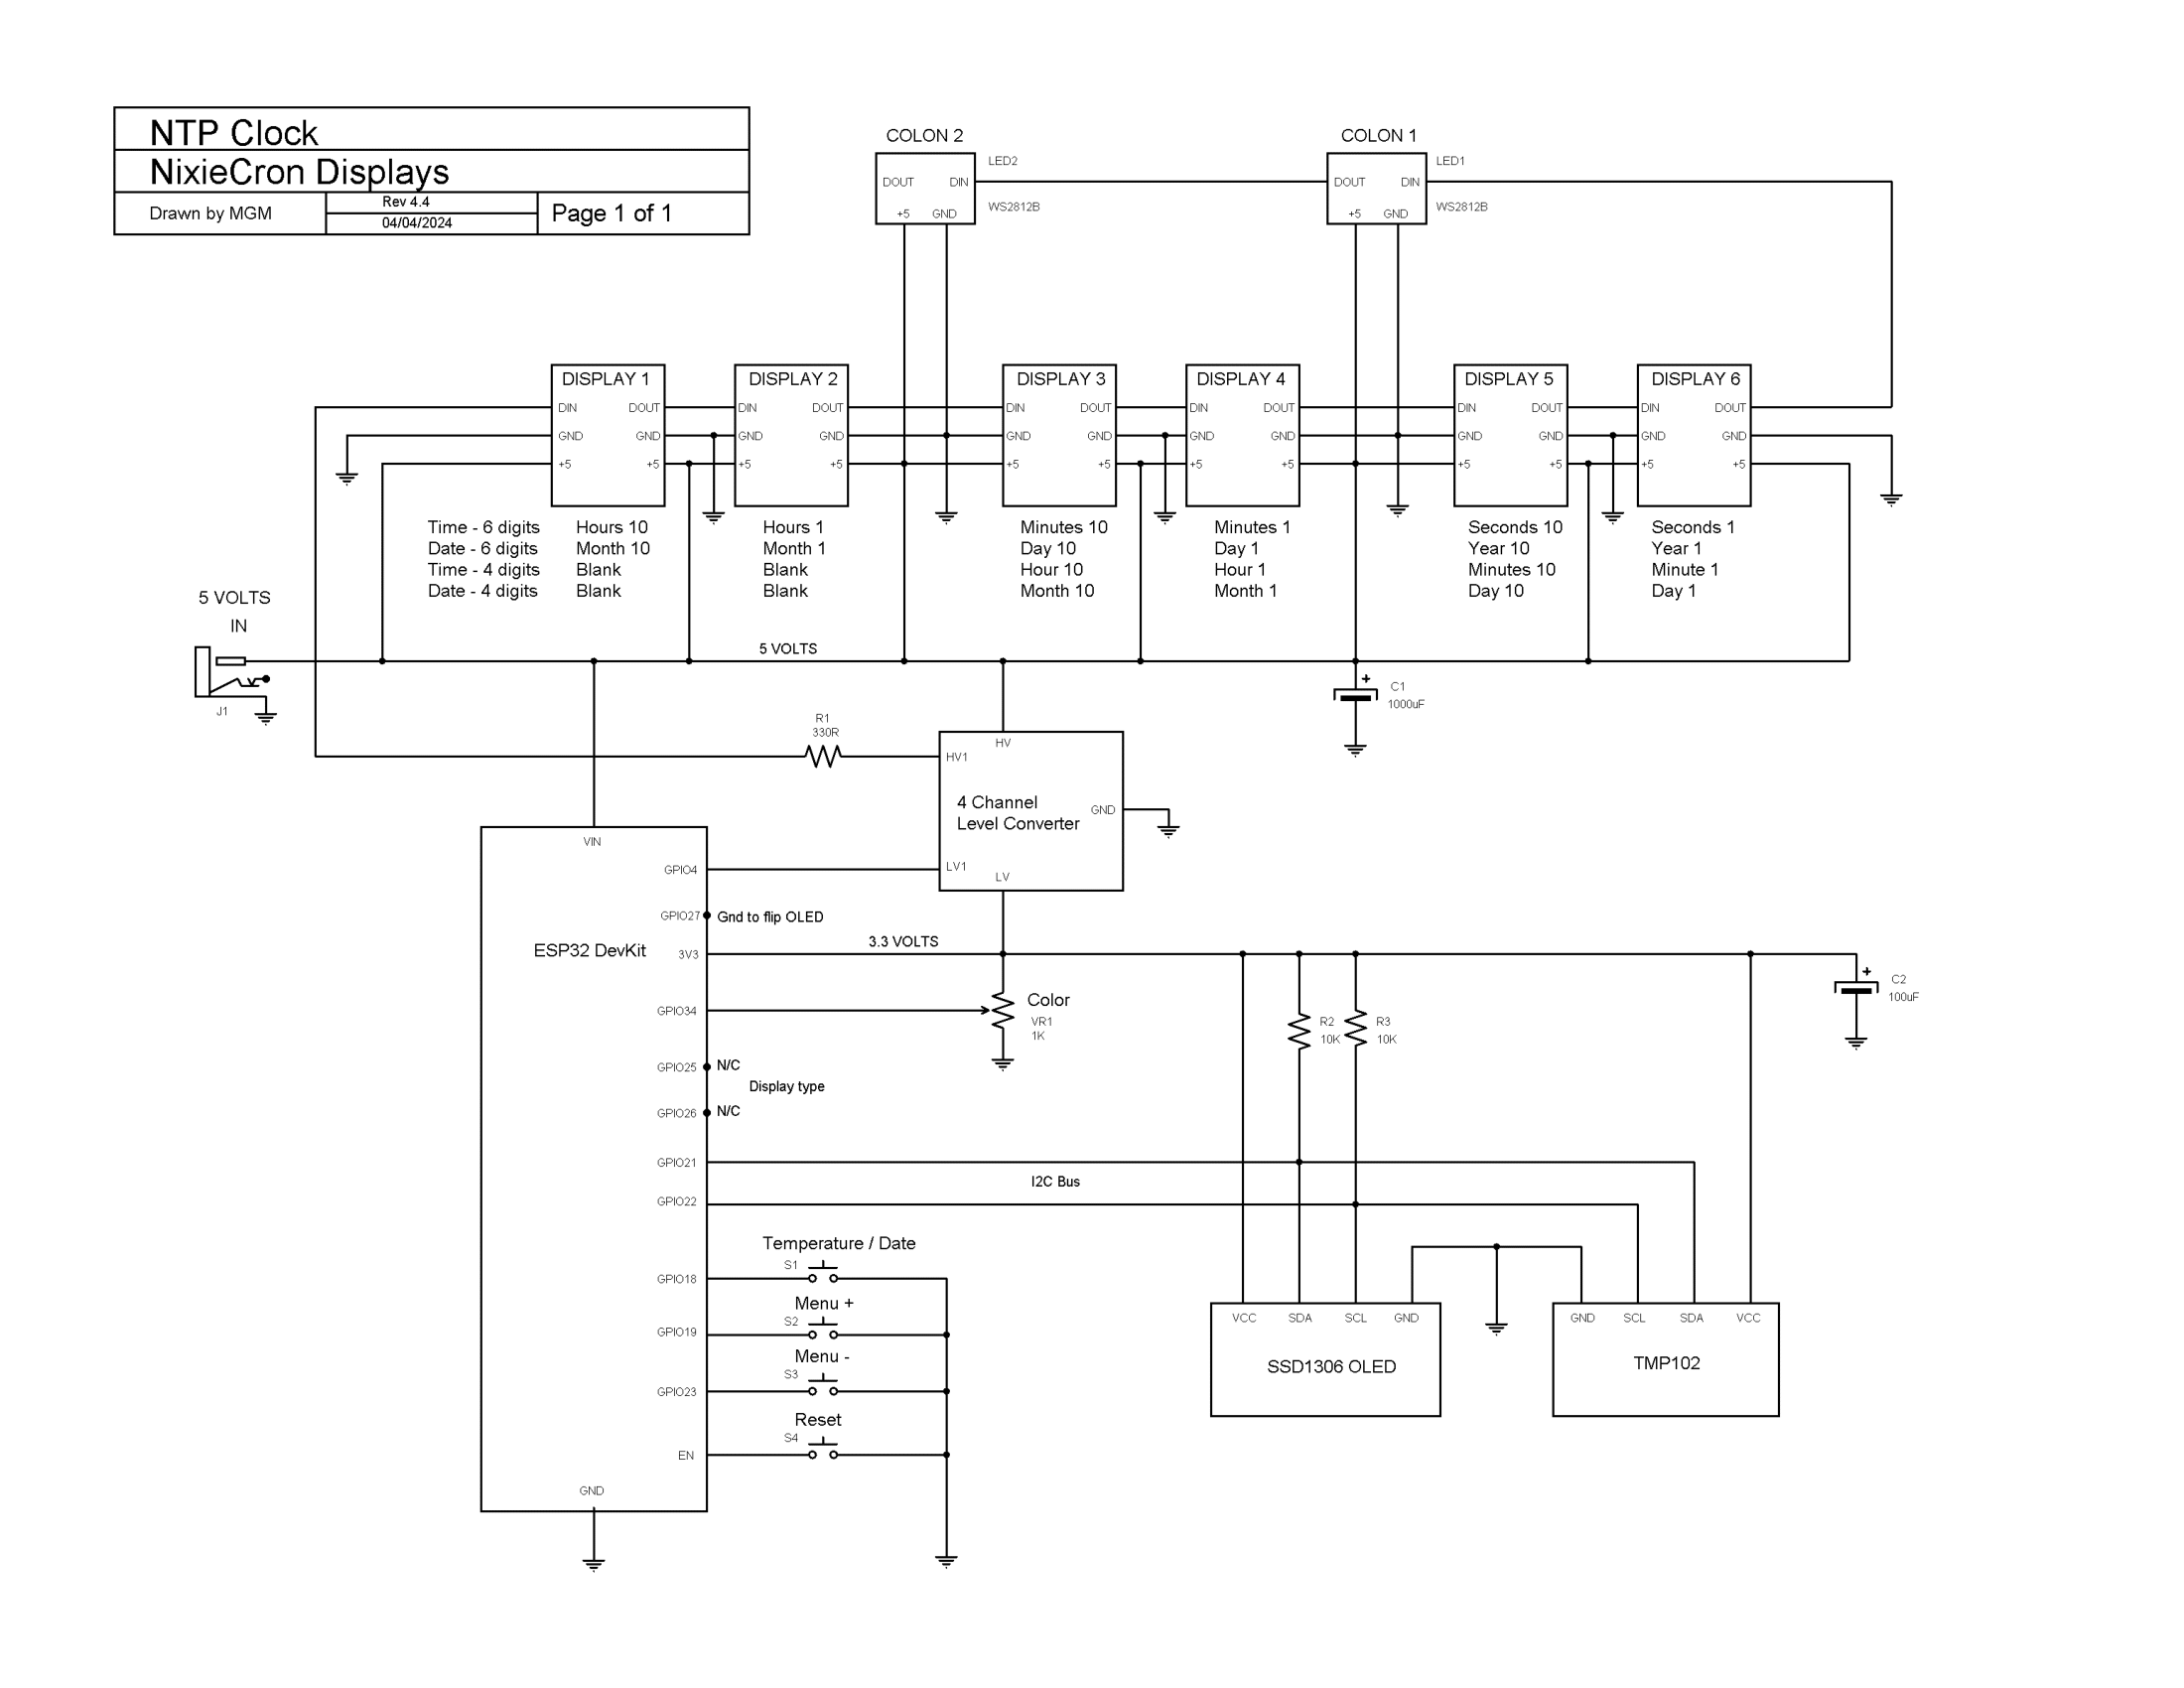 NTP Clock
NixieCron Displays
Drawn by MGM
Rev 4.4
04/04/2024
Page 1 of 1
COLON 2
LED2
DOUT DIN
+5 GND
WS2812B
COLON 1
LED1
DOUT DIN
+5 GND
WS2812B
DISPLAY 1
DIN DOUT
GND GND
+5 +5
DISPLAY 2
DIN DOUT
GND GND
+5 +5
DISPLAY 3
DIN DOUT
GND GND
+5 +5
DISPLAY 4
DIN DOUT
GND GND
+5 +5
DISPLAY 5
DIN DOUT
GND GND
+5 +5
DISPLAY 6
DIN DOUT
GND GND
+5 +5
Time - 6 digits Hours 10 Hours 1 Minutes 10 Minutes 1 Seconds 10 Seconds 1
Date - 6 digits Month 10 Month 1 Day 10 Day 1 Year 10 Year 1
Time - 4 digits Blank Blank Hour 10 Hour 1 Minutes 10 Minute 1
Date - 4 digits Blank Blank Month 10 Month 1 Day 10 Day 1
5 VOLTS
IN
J1
5 VOLTS
+
C1
1000uF
R1
330R
HV
HV1
4 Channel
Level Converter
GND
LV1
LV
VIN
GPIO4
GPIO27
Gnd to flip OLED
ESP32 DevKit
3V3
3.3 VOLTS
GPIO34
Color
VR1
1K
GPIO25
N/C
Display type
GPIO26
N/C
GPIO21
I2C Bus
GPIO22
R2
10K
R3
10K
+
C2
100uF
Temperature / Date
S1
GPIO18
Menu +
S2
GPIO19
Menu -
S3
GPIO23
Reset
S4
EN
GND
VCC SDA SCL GND
SSD1306 OLED
GND SCL SDA VCC
TMP102